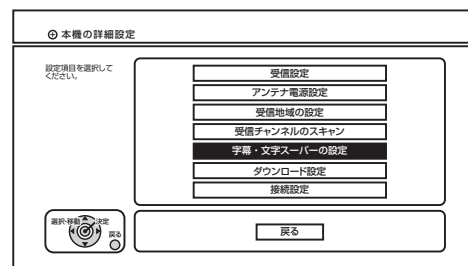 本機の詳細設定
設定項目を選択して
ください。
受信設定
アンテナ電源設定
受信地域の設定
受信チャンネルのスキャン
字幕・文字スーパーの設定
ダウンロード設定
接続設定
選択・移動
決定
戻る
戻る